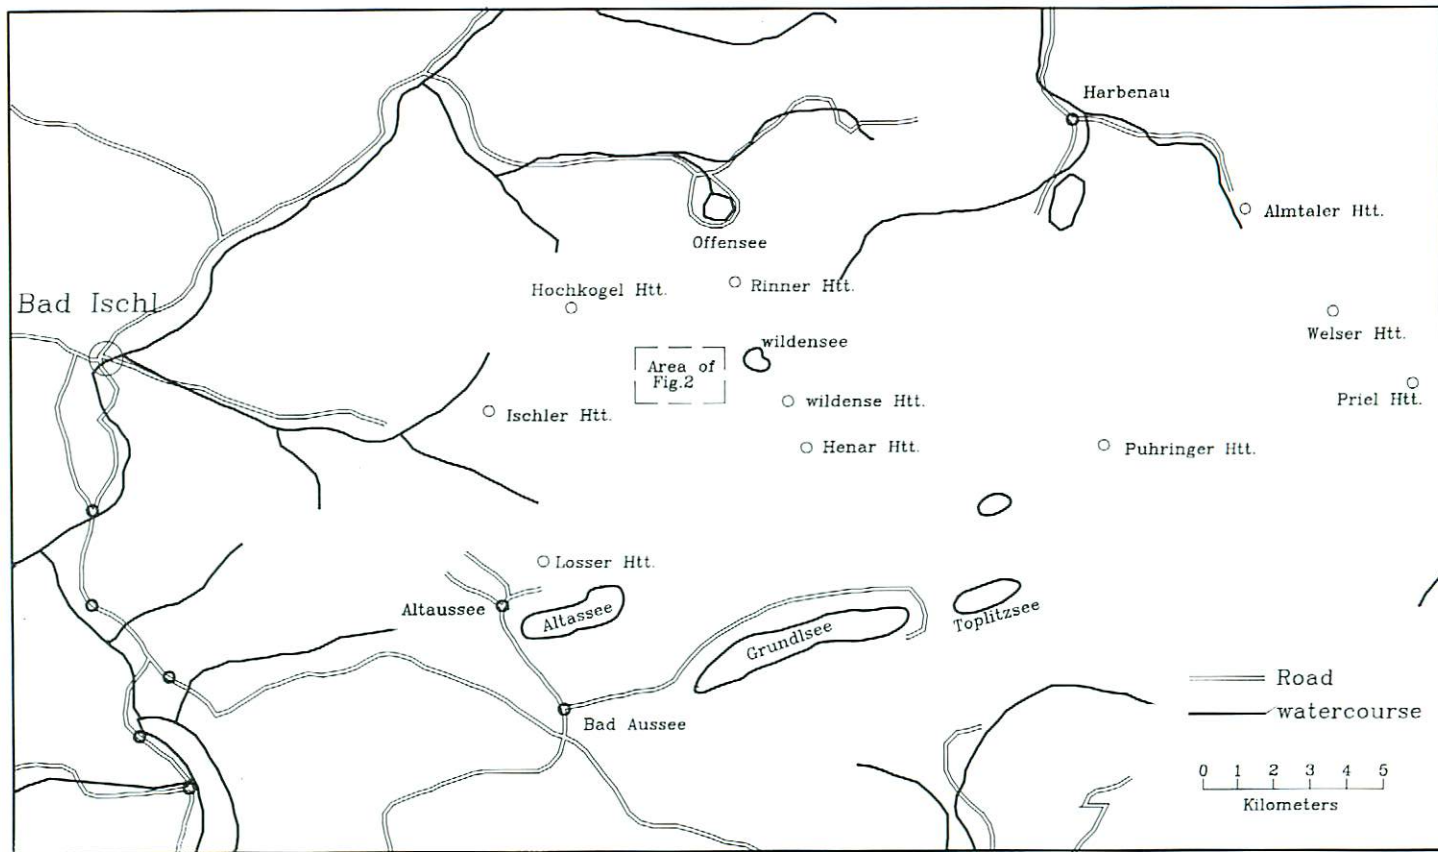 Harbenau
Almtaler Htt.
Offensee
Hochkogel Htt.
Rinner Htt.
Bad Ischl
Welser Htt.
wildensee
Area of
Fig.2
Priel Htt.
wildense Htt.
Ischler Htt.
Henar Htt.
Puhringer Htt.
Losser Htt.
Altaussee
Altassee
Grundlsee
Toplitzsee
Bad Aussee
Road
watercourse
0 1 2 3 4 5
Kilometers